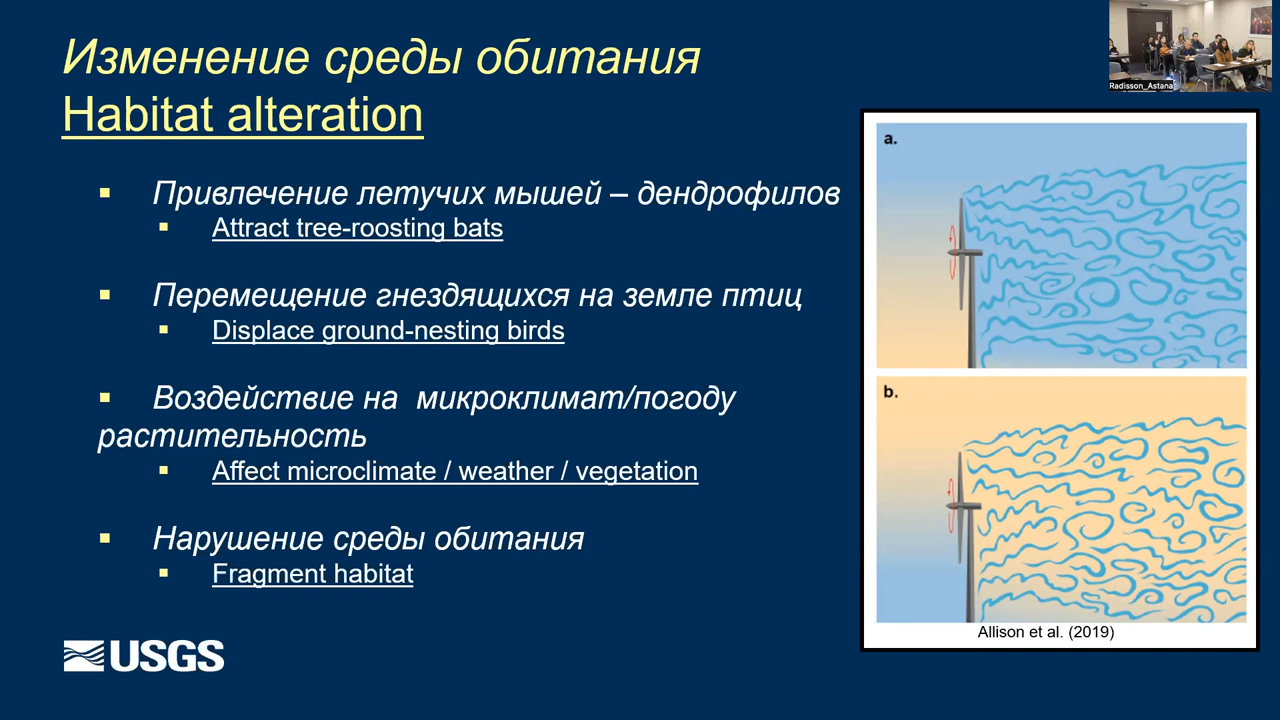 Изменение среды обитания
Habitat alteration
Привлечение летучих мышей – дендрофилов
Attract tree-roosting bats
Перемещение гнездящихся на земле птиц
Displace ground-nesting birds
Воздействие на микроклимат/погоду
растительность
Affect microclimate / weather / vegetation
Нарушение среды обитания
Fragment habitat
USGS
Radisson_Astana
a.
b.
Allison et al. (2019)